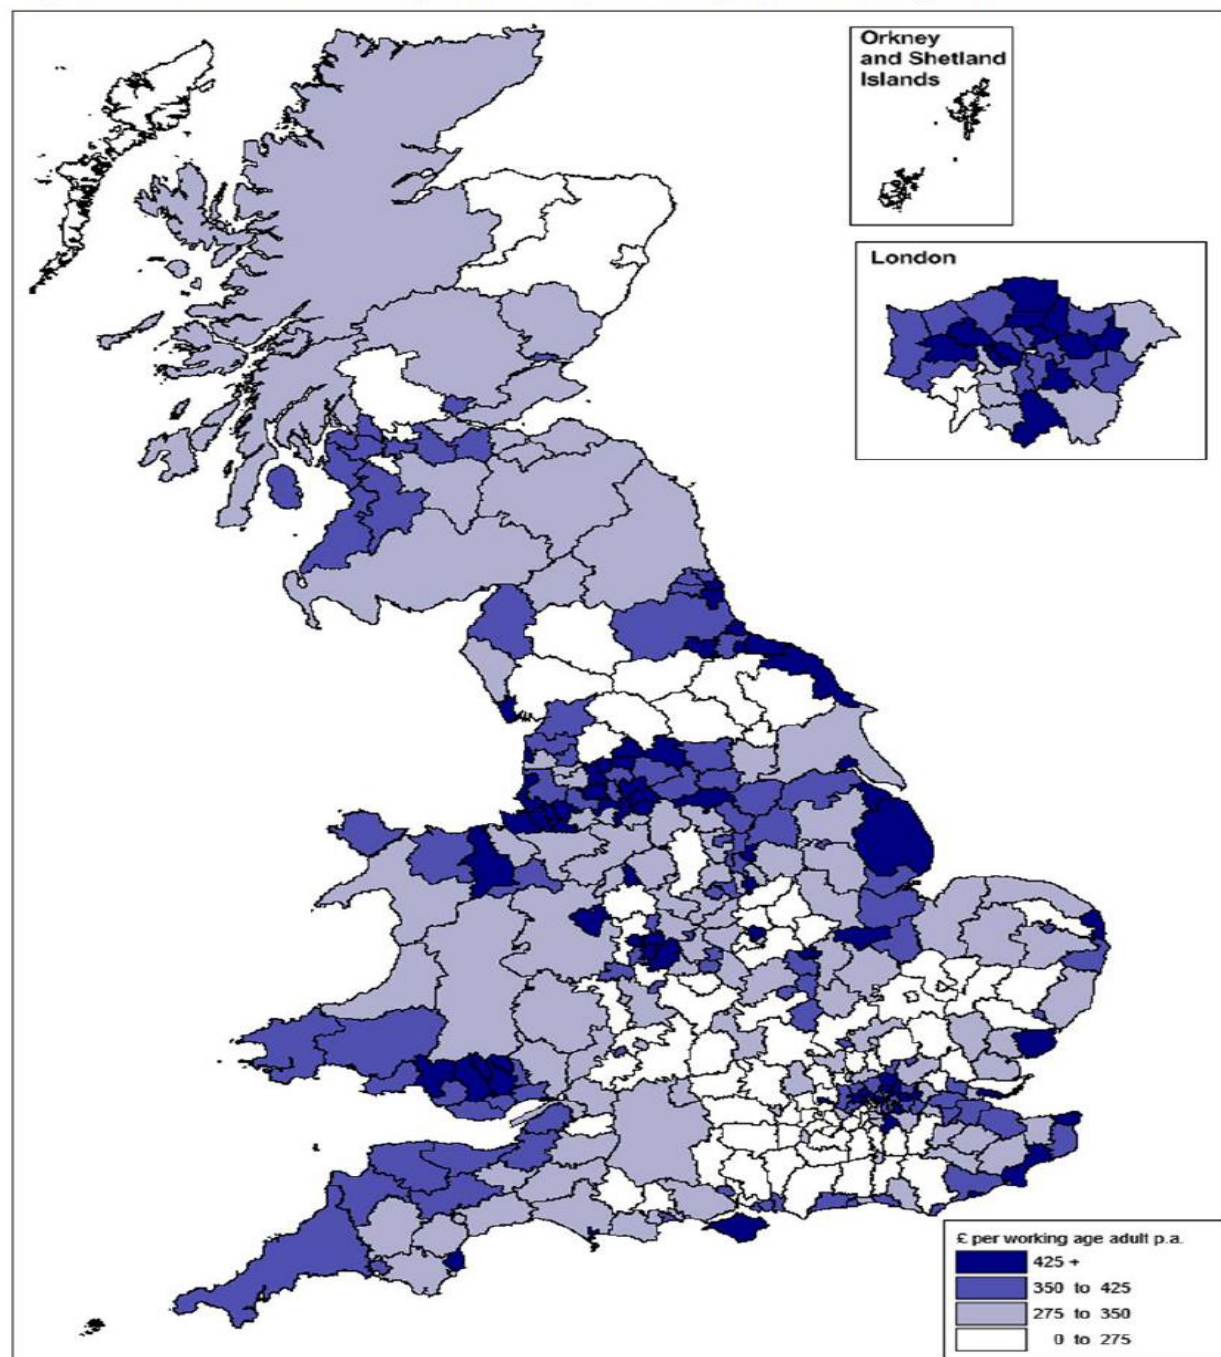 Orkney
and Shetland
Islands
London
£ per working age adult p.a.
425 +
350 to 425
275 to 350
0 to 275